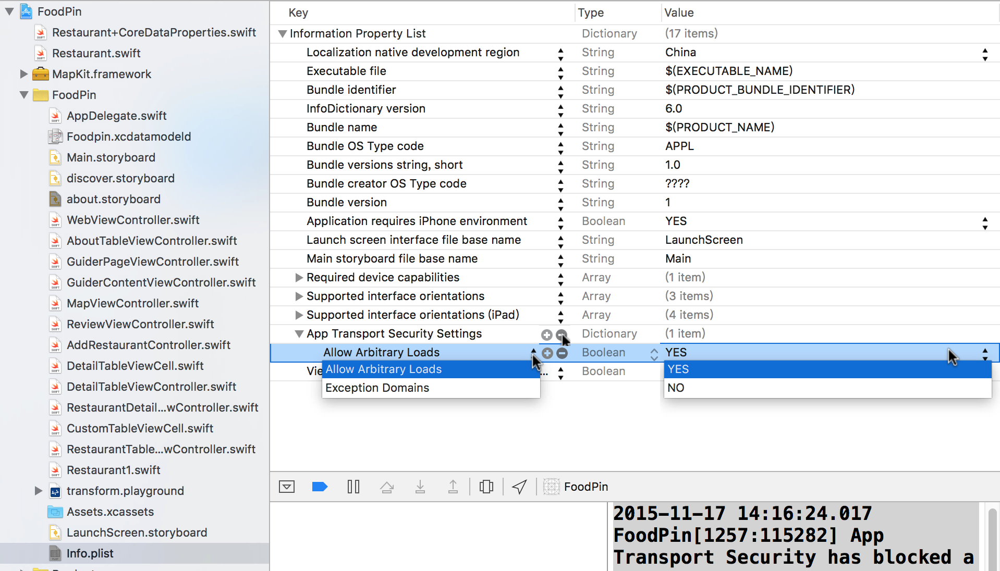 FoodPin
Restaurant+CoreDataProperties.swift
Restaurant.swift
MapKit.framework
FoodPin
AppDelegate.swift
Foodpin.xcdatamodeld
Main.storyboard
discover.storyboard
about.storyboard
WebViewController.swift
AboutTableViewController.swift
GuiderPageViewController.swift
GuiderContentViewController.swift
MapViewController.swift
ReviewViewController.swift
AddRestaurantController.swift
DetailTableViewCell.swift
DetailTableViewController.swift
RestaurantDetail...wController.swift
CustomTableViewCell.swift
RestaurantTable...wController.swift
Restaurant1.swift
transform.playground
Assets.xcassets
LaunchScreen.storyboard
Info.plist
Key Type Value
Information Property List Dictionary (17 items)
Localization native development region String China
Executable file String $(EXECUTABLE_NAME)
Bundle identifier String $(PRODUCT_BUNDLE_IDENTIFIER)
InfoDictionary version String 6.0
Bundle name String $(PRODUCT_NAME)
Bundle OS Type code String APPL
Bundle versions string, short String 1.0
Bundle creator OS Type code String ????
Bundle version String 1
Application requires iPhone environment Boolean YES
Launch screen interface file base name String LaunchScreen
Main storyboard file base name String Main
Required device capabilities Array (1 item)
Supported interface orientations Array (3 items)
Supported interface orientations (iPad) Array (4 items)
App Transport Security Settings Dictionary (1 item)
Allow Arbitrary Loads Boolean YES
Allow Arbitrary Loads YES
Vie ... Boolean
Exception Domains NO
FoodPin
2015-11-17 14:16:24.017
FoodPin[1257:115282] App
Transport Security has blocked a